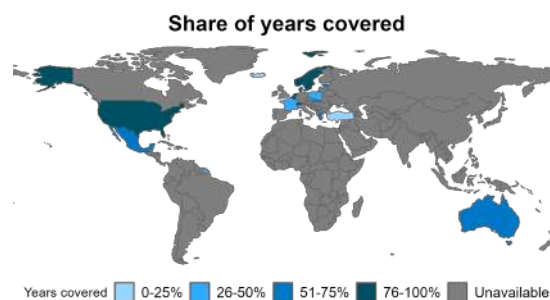 Share of years covered
Years covered 0-25% 26-50% 51-75% 76-100% Unavailable